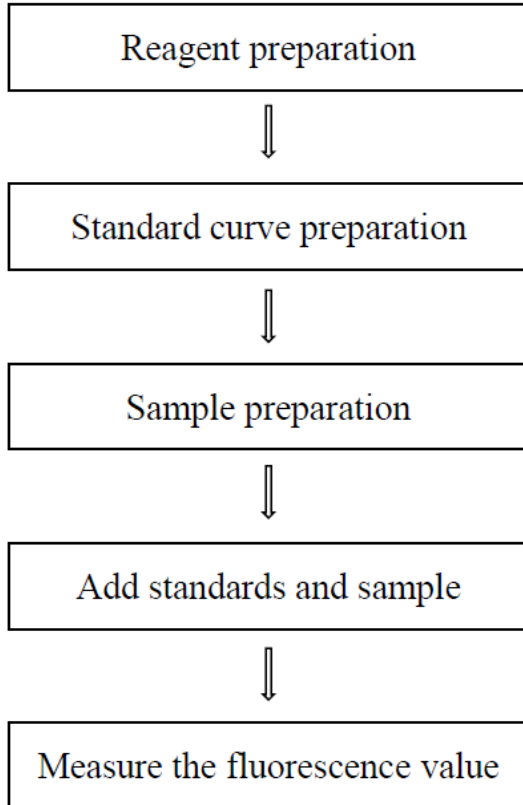 Reagent preparation
Standard curve preparation
Sample preparation
Add standards and sample
Measure the fluorescence value